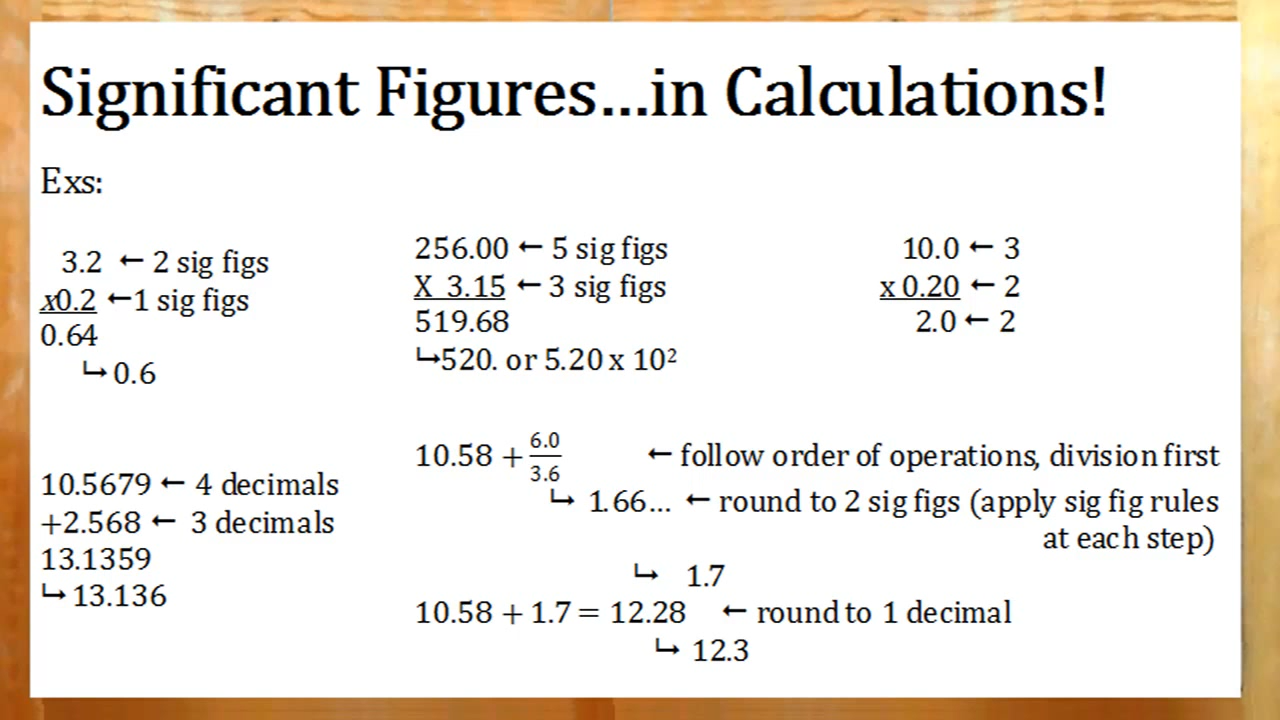 Significant Figures...in Calculations!
Exs:
3.2 ← 2 sig figs
x0.2 ←1 sig figs
0.64
↳ 0.6
256.00 ← 5 sig figs
X 3.15 ← 3 sig figs
519.68
↳520. or 5.20 x 10²
10.0 ← 3
x 0.20 ← 2
2.0 ← 2
10.5679 ← 4 decimals
+2.568 ← 3 decimals
13.1359
↳ 13.136
10.58 + 6.0/3.6 ← follow order of operations, division first
↳ 1.66... ← round to 2 sig figs (apply sig fig rules
at each step)
↳ 1.7
10.58 + 1.7 = 12.28 ← round to 1 decimal
↳ 12.3